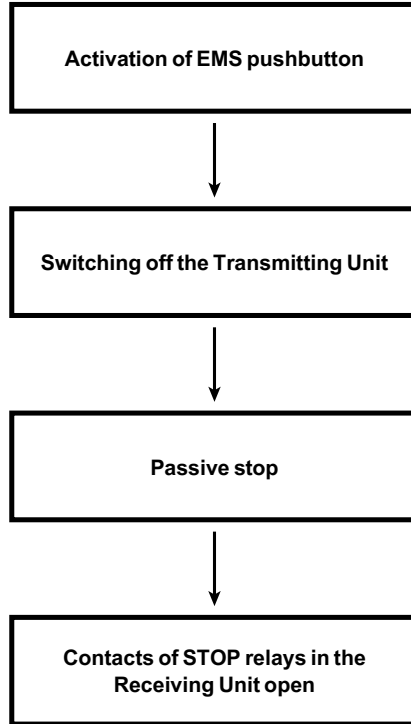 Activation of EMS pushbutton
Switching off the Transmitting Unit
Passive stop
Contacts of STOP relays in the
Receiving Unit open